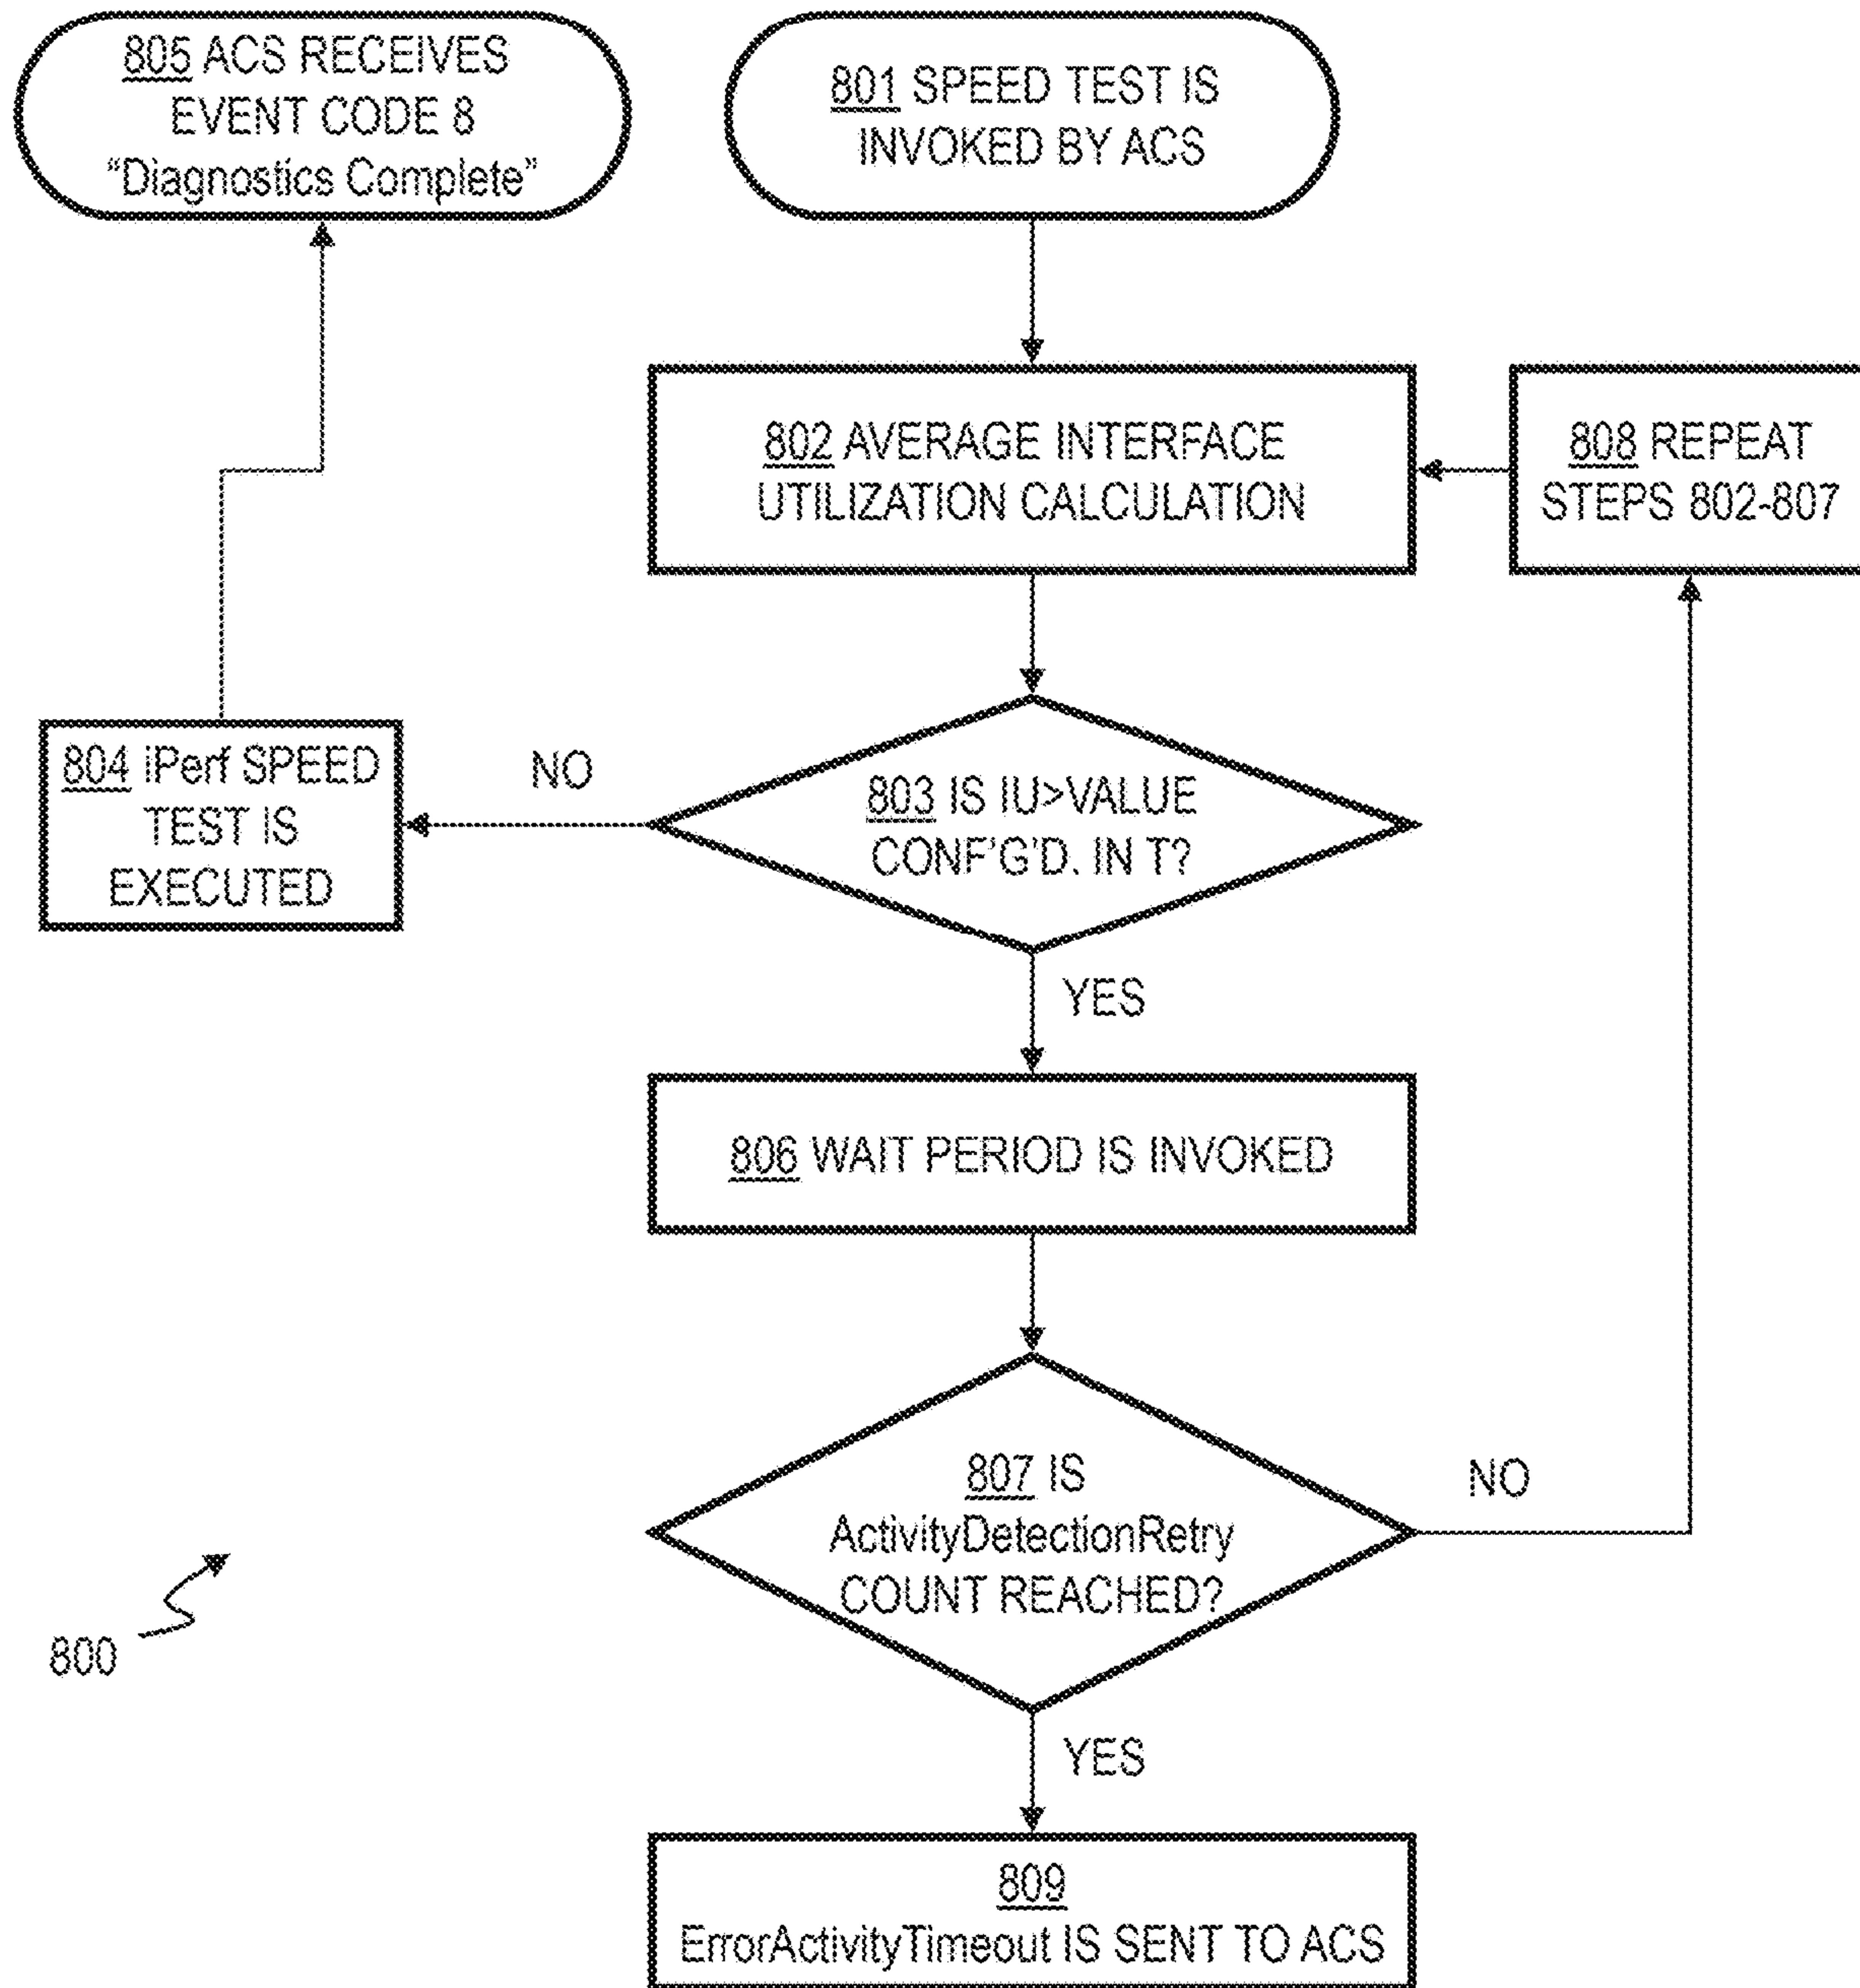 805 ACS RECEIVES
EVENT CODE 8
“Diagnostics Complete”
801 SPEED TEST IS
INVOKED BY ACS
802 AVERAGE INTERFACE
UTILIZATION CALCULATION
808 REPEAT
STEPS 802-807
804 iPerf SPEED
TEST IS
EXECUTED
NO
803 IS IU>VALUE
CONF’G’D. IN T?
YES
806 WAIT PERIOD IS INVOKED
807 IS
ActivityDetectionRetry
COUNT REACHED?
NO
800
YES
809
ErrorActivityTimeout IS SENT TO ACS